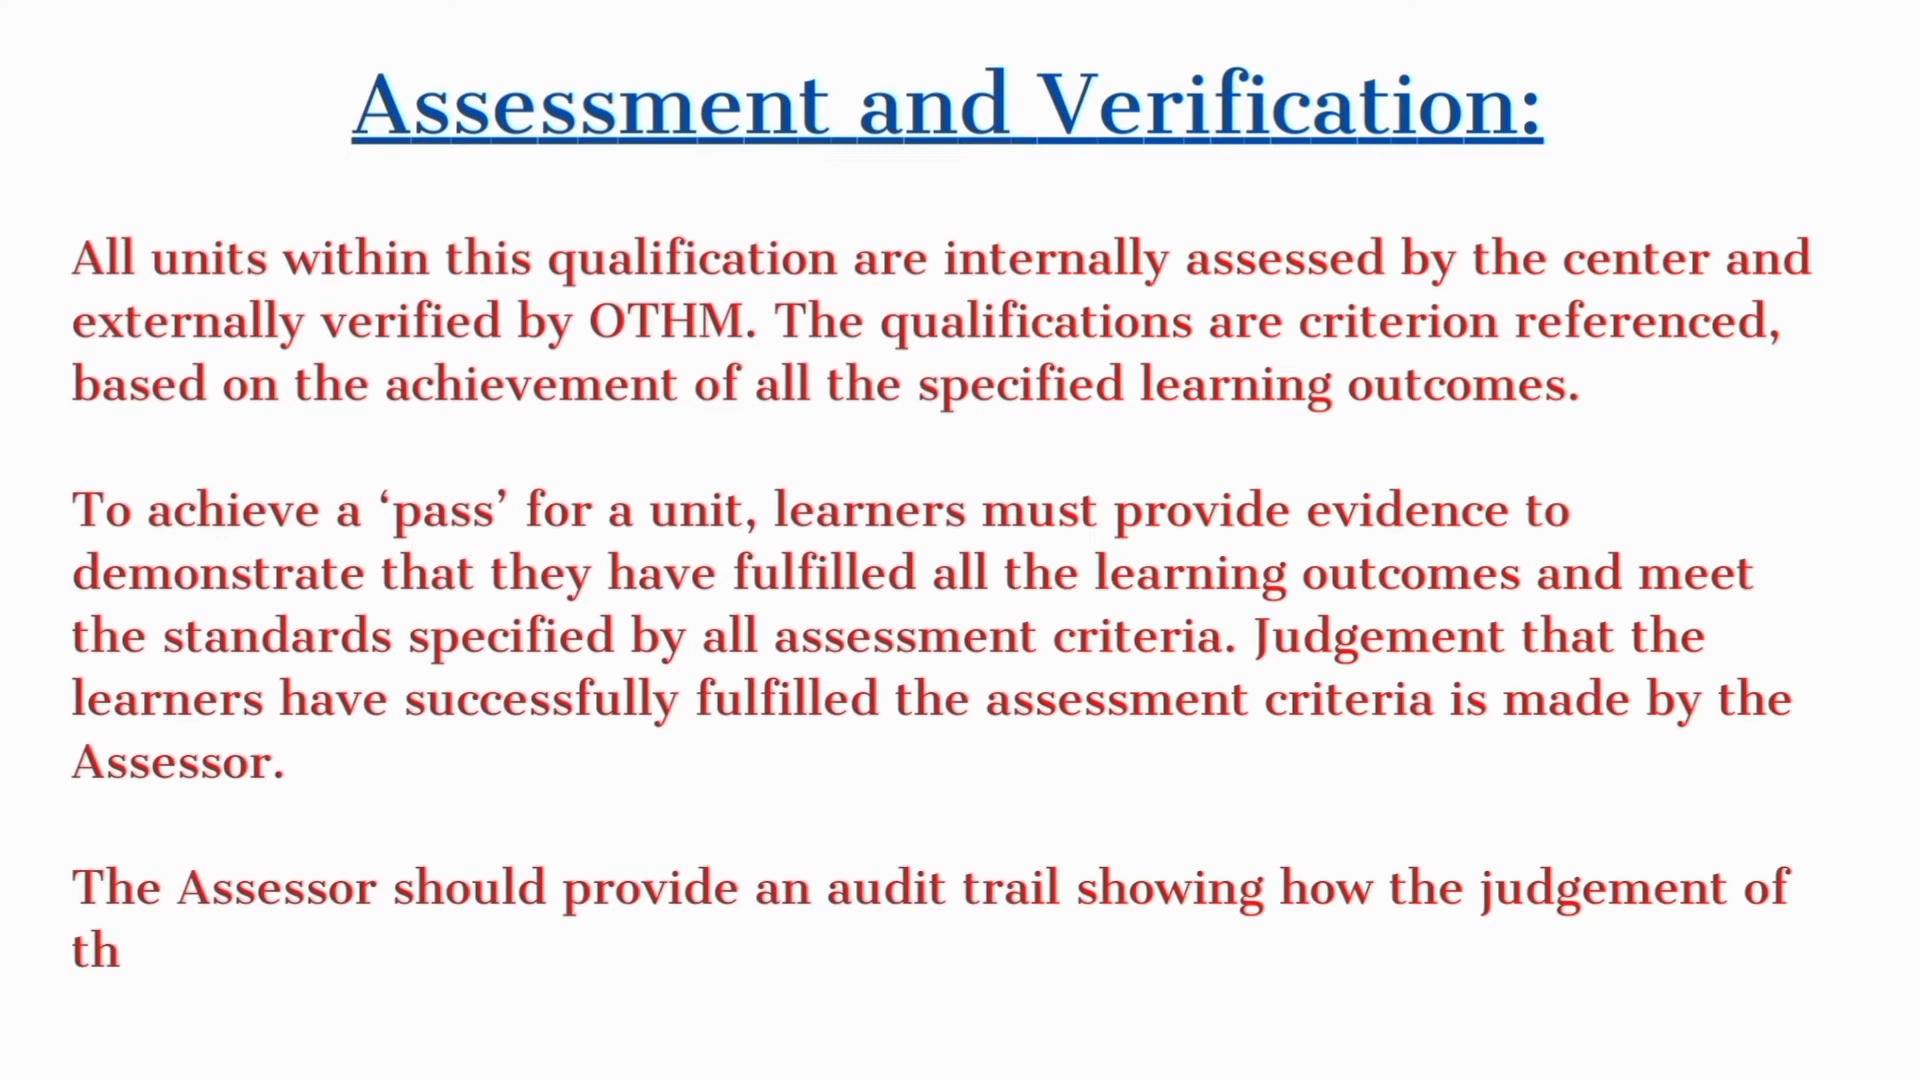 Assessment and Verification:
All units within this qualification are internally assessed by the center and
externally verified by OTHM. The qualifications are criterion referenced,
based on the achievement of all the specified learning outcomes.
To achieve a ‘pass’ for a unit, learners must provide evidence to
demonstrate that they have fulfilled all the learning outcomes and meet
the standards specified by all assessment criteria. Judgement that the
learners have successfully fulfilled the assessment criteria is made by the
Assessor.
The Assessor should provide an audit trail showing how the judgement of
th